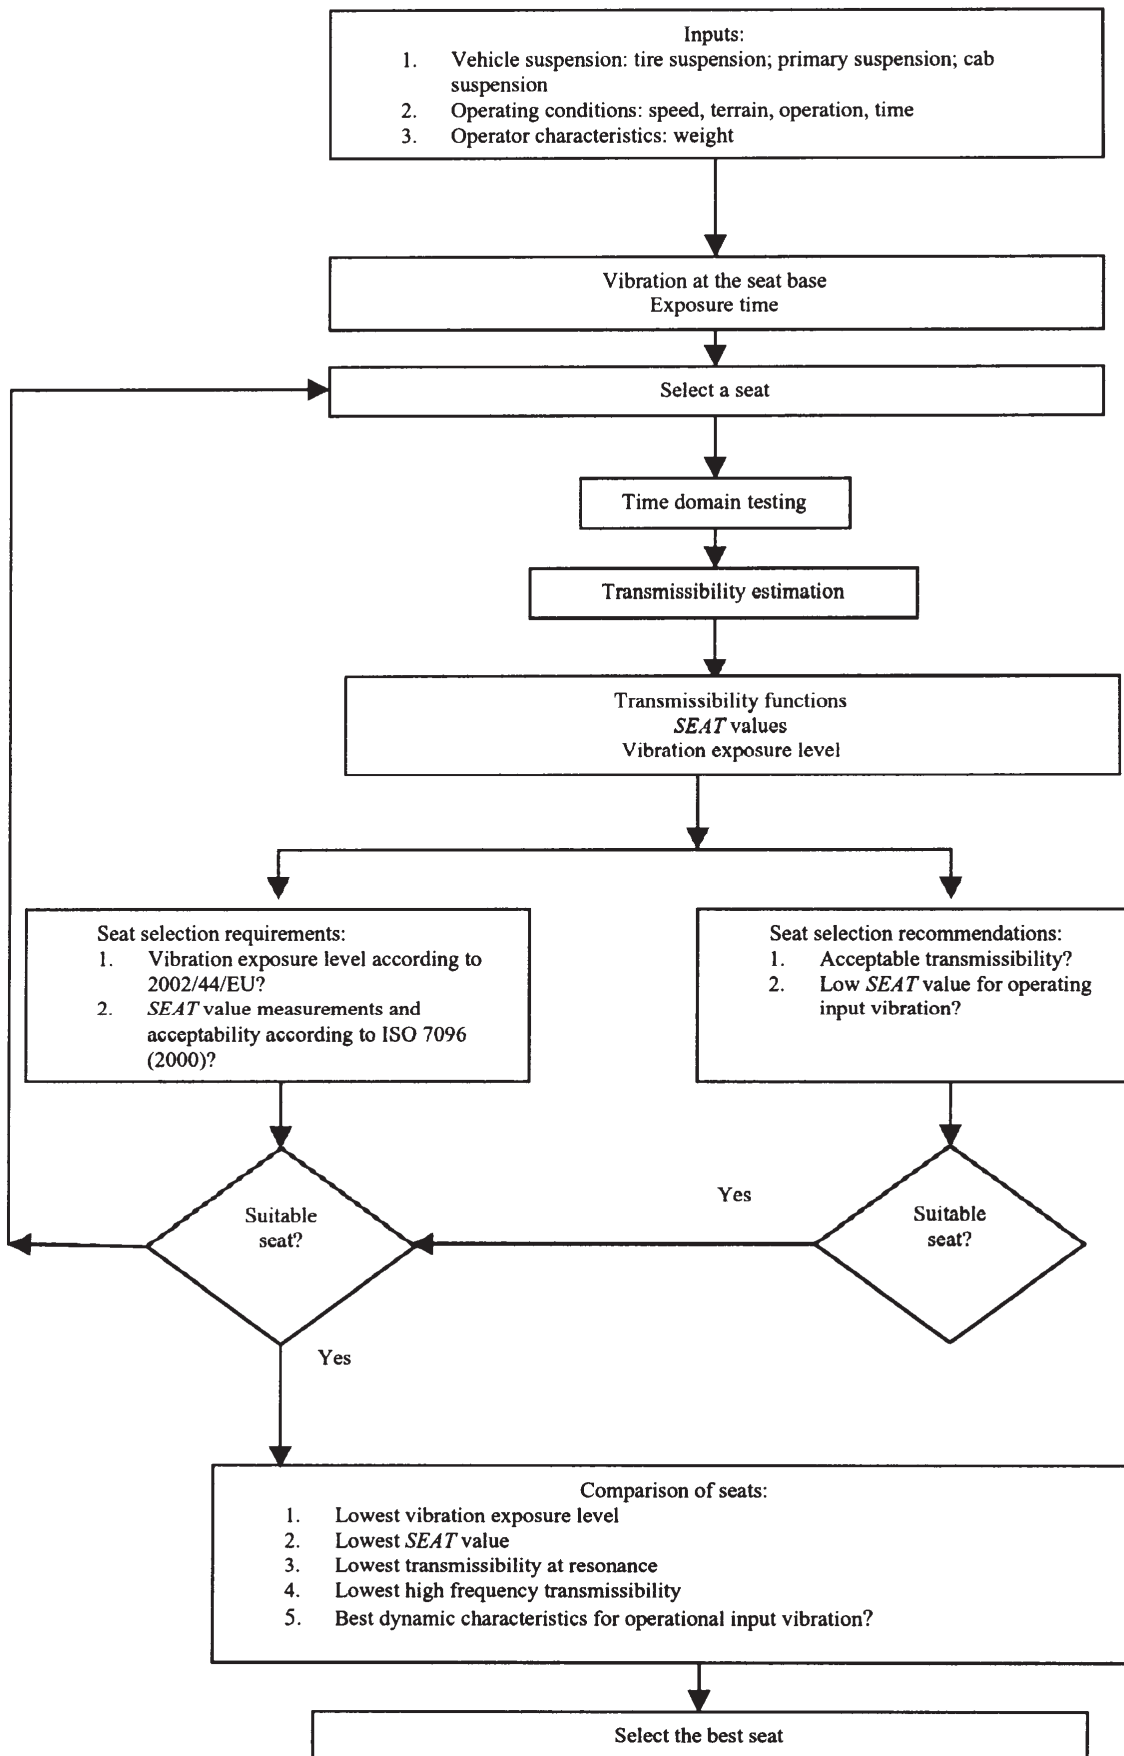 Inputs:
1. Vehicle suspension: tire suspension; primary suspension; cab
suspension
2. Operating conditions: speed, terrain, operation, time
3. Operator characteristics: weight
Vibration at the seat base
Exposure time
Select a seat
Time domain testing
Transmissibility estimation
Transmissibility functions
SEAT values
Vibration exposure level
Seat selection requirements:
1. Vibration exposure level according to
2002/44/EU?
2. SEAT value measurements and
acceptability according to ISO 7096
(2000)?
Seat selection recommendations:
1. Acceptable transmissibility?
2. Low SEAT value for operating
input vibration?
Suitable
seat?
Yes
Suitable
seat?
Yes
Comparison of seats:
1. Lowest vibration exposure level
2. Lowest SEAT value
3. Lowest transmissibility at resonance
4. Lowest high frequency transmissibility
5. Best dynamic characteristics for operational input vibration?
Select the best seat